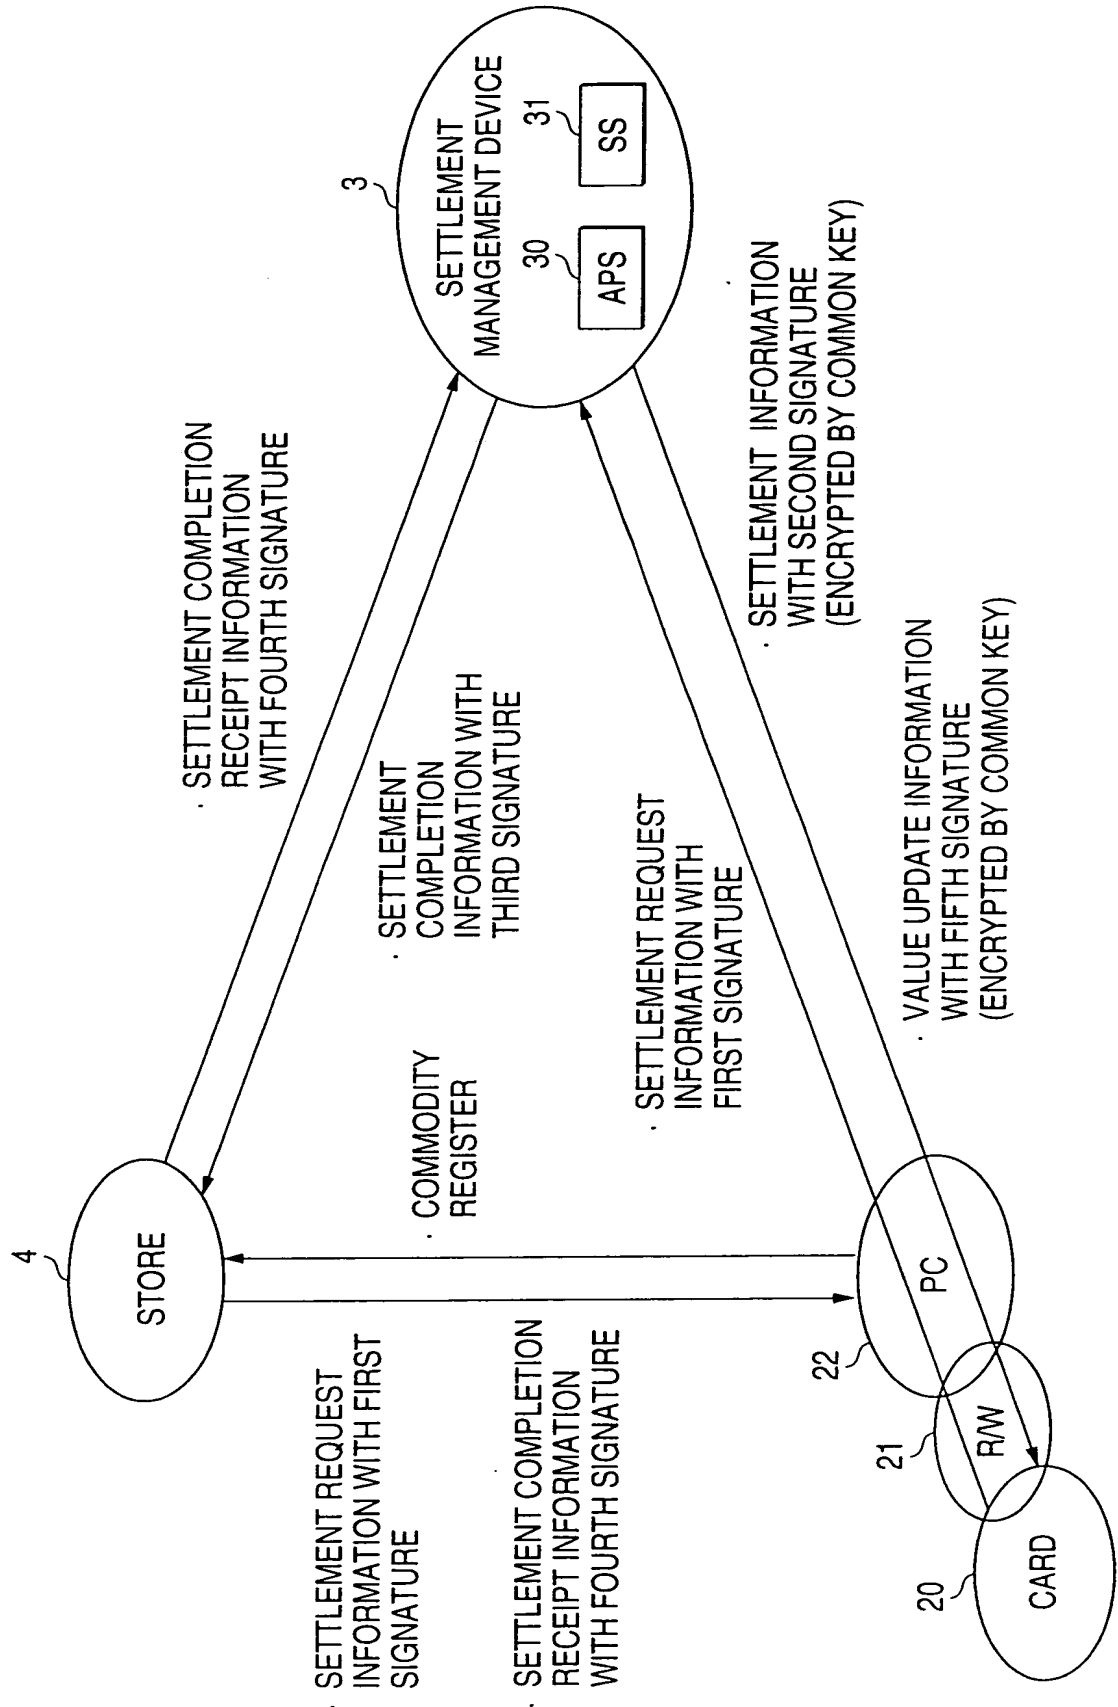 4
STORE
· SETTLEMENT COMPLETION
RECEIPT INFORMATION
WITH FOURTH SIGNATURE
3
SETTLEMENT
MANAGEMENT DEVICE
30
APS
31
SS
· SETTLEMENT
COMPLETION
INFORMATION WITH
THIRD SIGNATURE
· SETTLEMENT REQUEST
INFORMATION WITH FIRST
SIGNATURE
· SETTLEMENT COMPLETION
RECEIPT INFORMATION
WITH FOURTH SIGNATURE
· COMMODITY
REGISTER
· SETTLEMENT REQUEST
INFORMATION WITH
FIRST SIGNATURE
· SETTLEMENT INFORMATION
WITH SECOND SIGNATURE
(ENCRYPTED BY COMMON KEY)
· VALUE UPDATE INFORMATION
WITH FIFTH SIGNATURE
(ENCRYPTED BY COMMON KEY)
20
CARD
21
R/W
22
PC